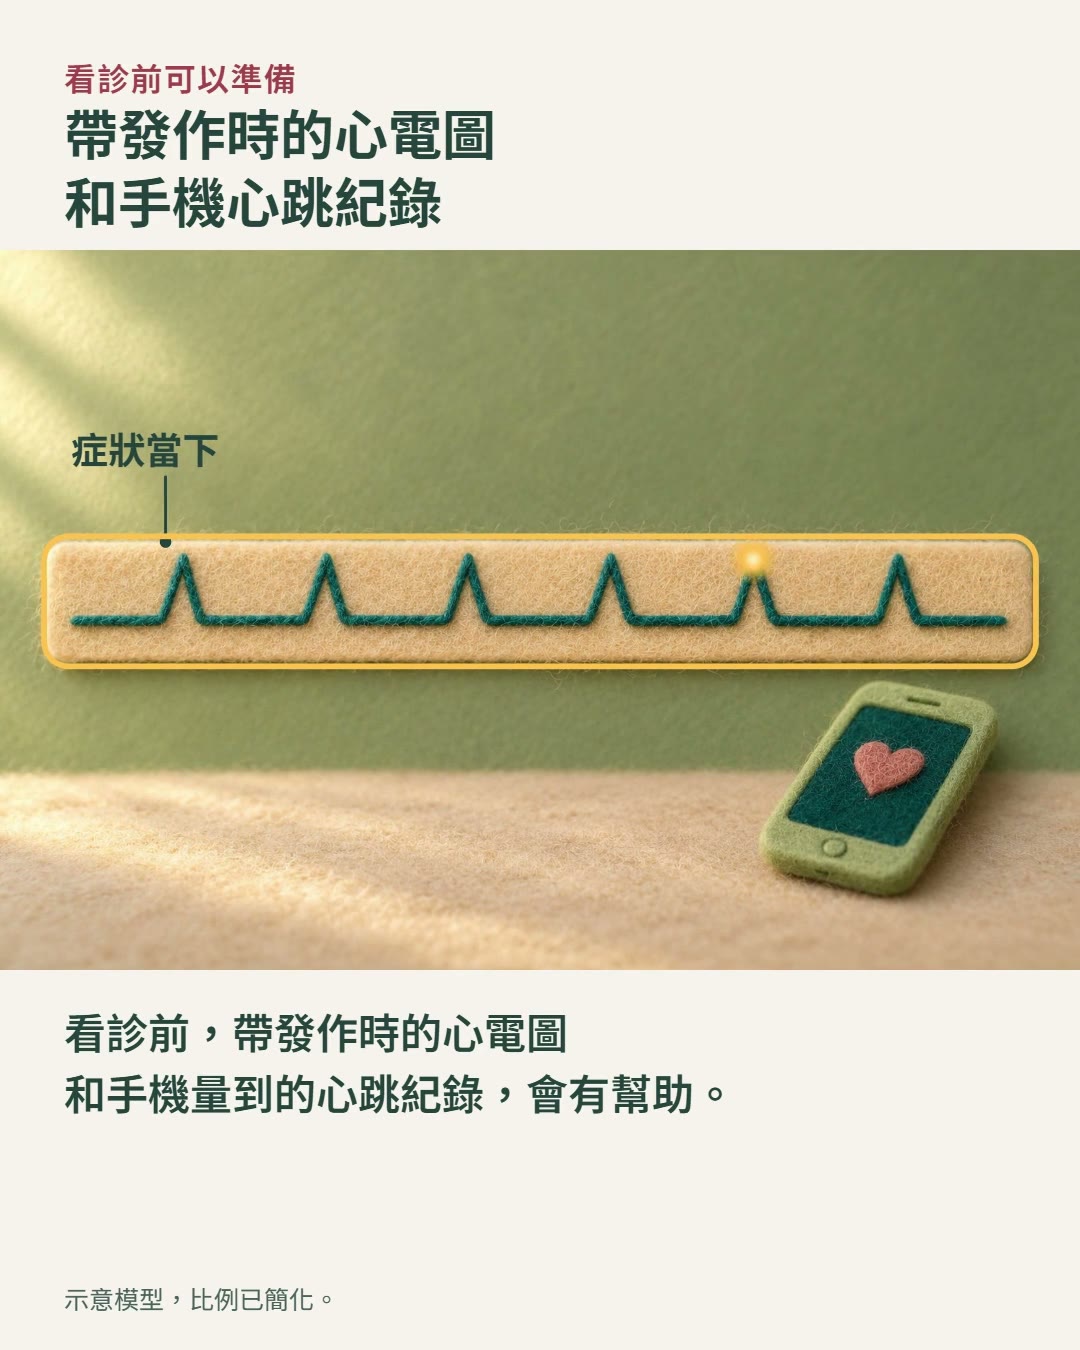 看診前可以準備
帶發作時的心電圖
和手機心跳紀錄
症狀當下
看診前，帶發作時的心電圖
和手機量到的心跳紀錄，會有幫助。
示意模型，比例已簡化。